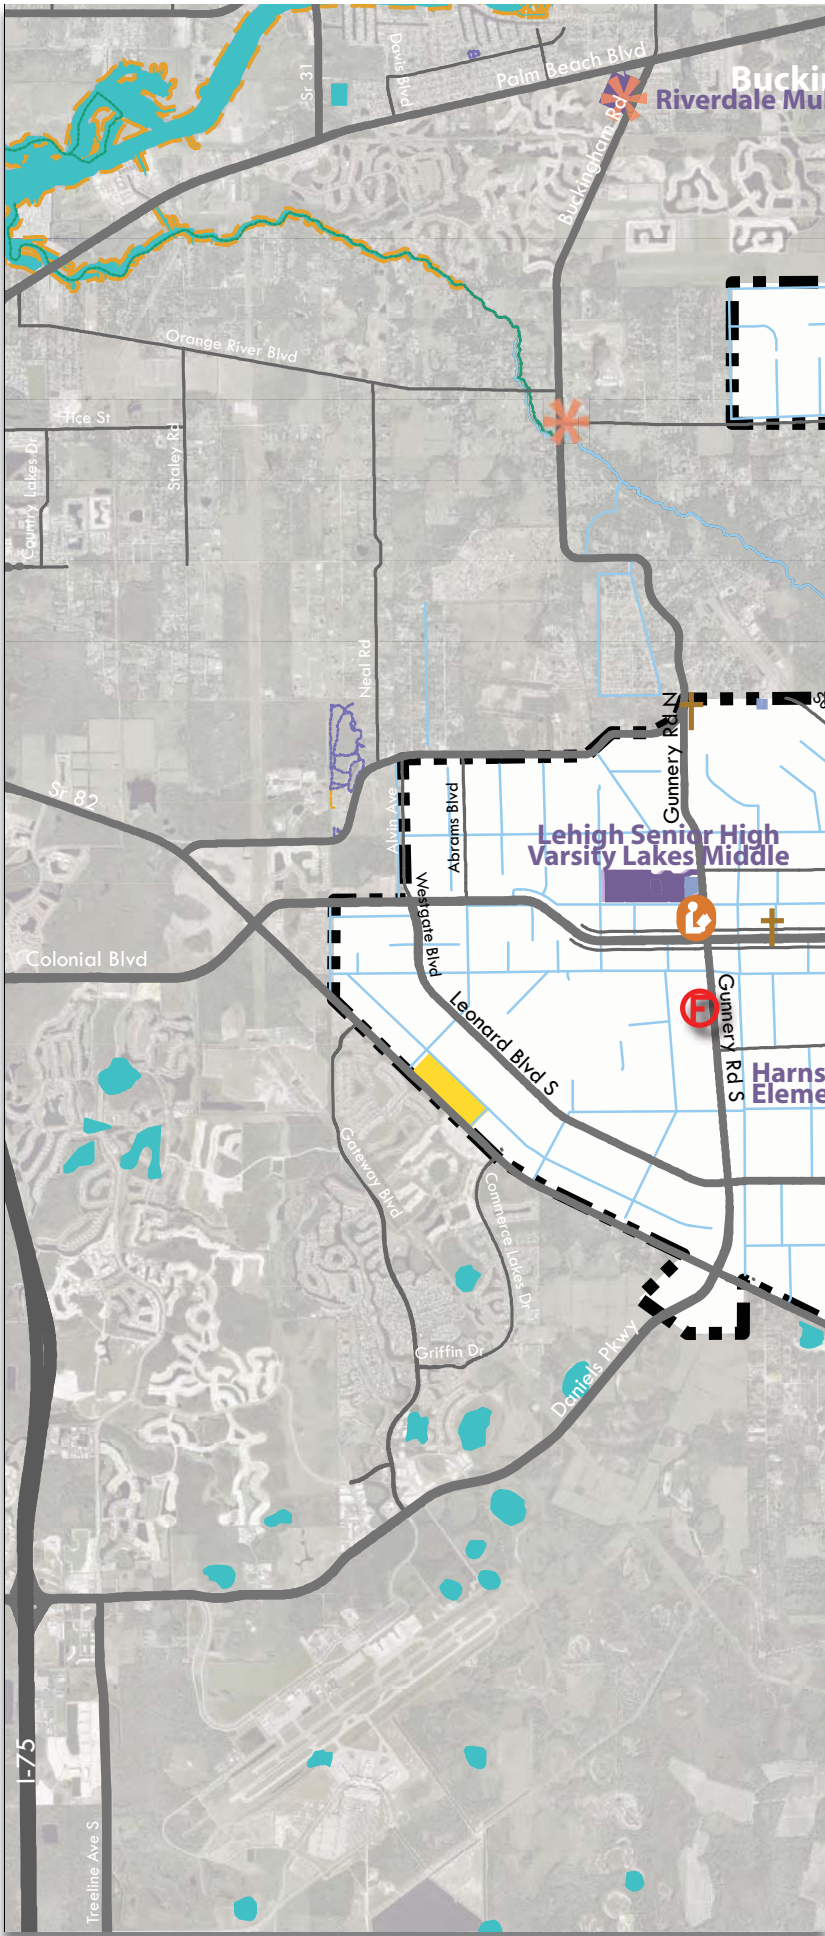 Sr 31
Davis Blvd
Palm Beach Blvd
Buckin
Riverdale Mu
Buckingham Rd
Orange River Blvd
Tice St
Staley Rd
Country Lakes Dr
Neal Rd
Gunnery Rd N
Sr 82
Alvin Ave
Abrams Blvd
Lehigh Senior High
Varsity Lakes Middle
Westgate Blvd
Colonial Blvd
Leonard Blvd S
F
Gunnery Rd S
Harns
Eleme
Gateway Blvd
Commerce Lakes Dr
Griffin Dr
Daniels Pkwy
I-75
Treeline Ave S